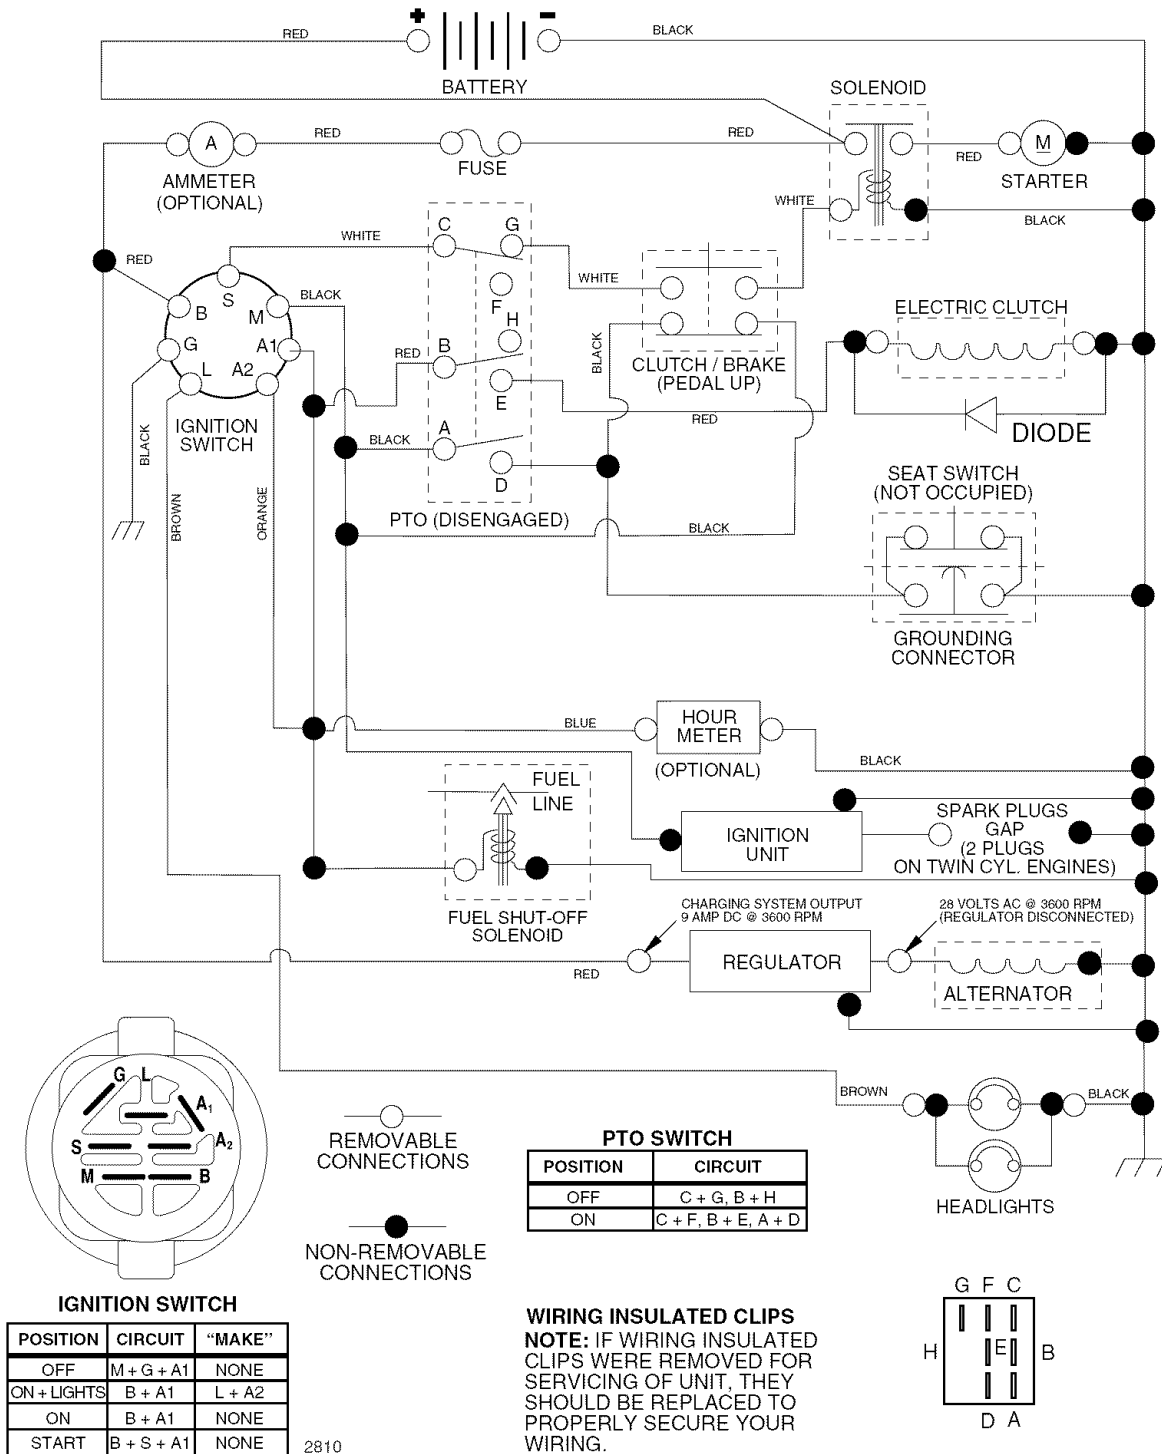 + −
RED
BLACK
BATTERY
SOLENOID
RED
RED
RED
A
M
FUSE
AMMETER
(OPTIONAL)
STARTER
WHITE
BLACK
WHITE
C G
RED
S
WHITE
BLACK
F
B
M
ELECTRIC CLUTCH
H
G
A1
RED
B
BLACK
L
A2
CLUTCH / BRAKE
(PEDAL UP)
E
RED
IGNITION
SWITCH
A
BLACK
DIODE
BLACK
SEAT SWITCH
(NOT OCCUPIED)
D
BROWN
ORANGE
PTO (DISENGAGED)
BLACK
GROUNDING
CONNECTOR
BLUE
HOUR
METER
(OPTIONAL)
BLACK
FUEL
LINE
IGNITION
UNIT
SPARK PLUGS
GAP
(2 PLUGS
ON TWIN CYL. ENGINES)
FUEL SHUT-OFF
SOLENOID
CHARGING SYSTEM OUTPUT
9 AMP DC @ 3600 RPM
28 VOLTS AC @ 3600 RPM
(REGULATOR DISCONNECTED)
RED
REGULATOR
ALTERNATOR
G L
A1
A2
S
M B
BROWN
BLACK
HEADLIGHTS
REMOVABLE
CONNECTIONS
NON-REMOVABLE
CONNECTIONS
PTO SWITCH
POSITION CIRCUIT
OFF C + G, B + H
ON C + F, B + E, A + D
IGNITION SWITCH
POSITION CIRCUIT “MAKE”
OFF M + G + A1 NONE
ON + LIGHTS B + A1 L + A2
ON B + A1 NONE
START B + S + A1 NONE
2810
WIRING INSULATED CLIPS
NOTE: IF WIRING INSULATED
CLIPS WERE REMOVED FOR
SERVICING OF UNIT, THEY
SHOULD BE REPLACED TO
PROPERLY SECURE YOUR
WIRING.
G F C
H E B
D A